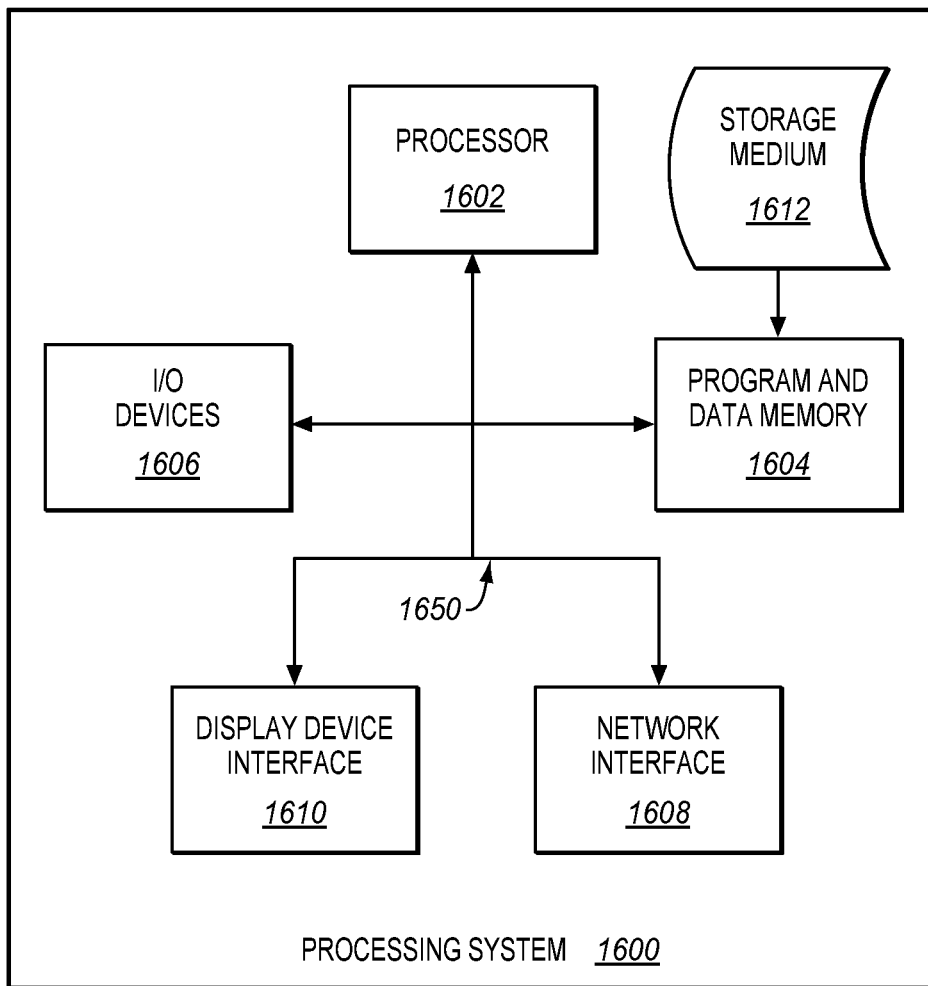 PROCESSOR
1602
STORAGE
MEDIUM
1612
I/O
DEVICES
1606
PROGRAM AND
DATA MEMORY
1604
1650
DISPLAY DEVICE
INTERFACE
1610
NETWORK
INTERFACE
1608
PROCESSING SYSTEM 1600